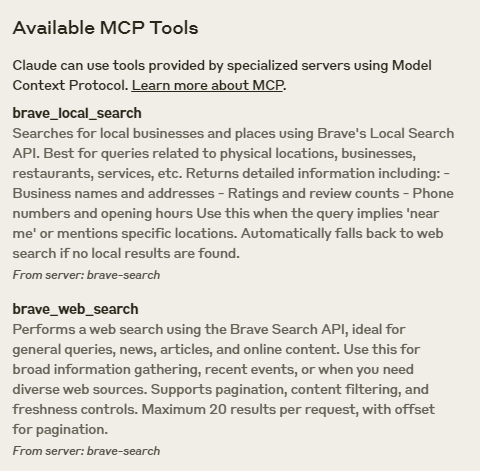 Available MCP Tools
Claude can use tools provided by specialized servers using Model
Context Protocol. Learn more about MCP.
brave_local_search
Searches for local businesses and places using Brave's Local Search
API. Best for queries related to physical locations, businesses,
restaurants, services, etc. Returns detailed information including: -
Business names and addresses - Ratings and review counts - Phone
numbers and opening hours Use this when the query implies 'near
me' or mentions specific locations. Automatically falls back to web
search if no local results are found.
From server: brave-search
brave_web_search
Performs a web search using the Brave Search API, ideal for
general queries, news, articles, and online content. Use this for
broad information gathering, recent events, or when you need
diverse web sources. Supports pagination, content filtering, and
freshness controls. Maximum 20 results per request, with offset
for pagination.
From server: brave-search